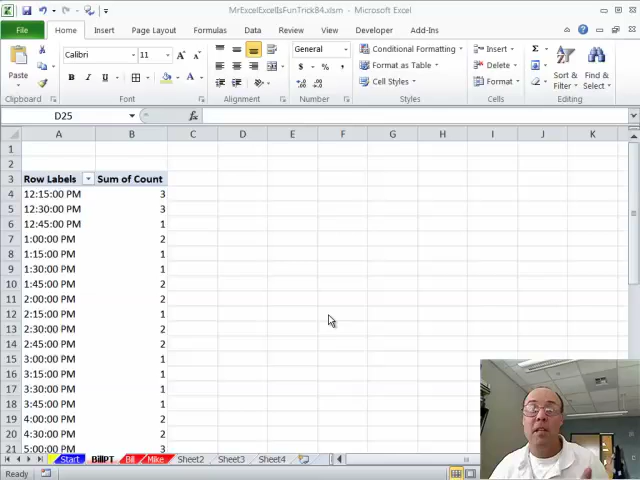 MrExcelExcelIsFunTrick84.xlsm - Microsoft Excel
File Home Insert Page Layout Formulas Data Review View Developer Add-Ins
Paste
Clipboard
Calibri 11
B I U
Font
Alignment
General
$ % ,
Number
Conditional Formatting
Format as Table
Cell Styles
Styles
Insert
Delete
Format
Cells
Sort & Filter
Find & Select
Editing
D25 fx
A B C D E F G H I J K
1
2
3 Row Labels Sum of Count
4 12:15:00 PM 3
5 12:30:00 PM 3
6 12:45:00 PM 1
7 1:00:00 PM 2
8 1:15:00 PM 1
9 1:30:00 PM 1
10 1:45:00 PM 2
11 2:00:00 PM 2
12 2:15:00 PM 1
13 2:30:00 PM 2
14 2:45:00 PM 2
15 3:00:00 PM 1
16 3:15:00 PM 1
17 3:30:00 PM 1
18 3:45:00 PM 1
19 4:00:00 PM 2
20 4:30:00 PM 2
21 5:00:00 PM 3
Start BillPT Bill Mike Sheet2 Sheet3 Sheet4
Ready